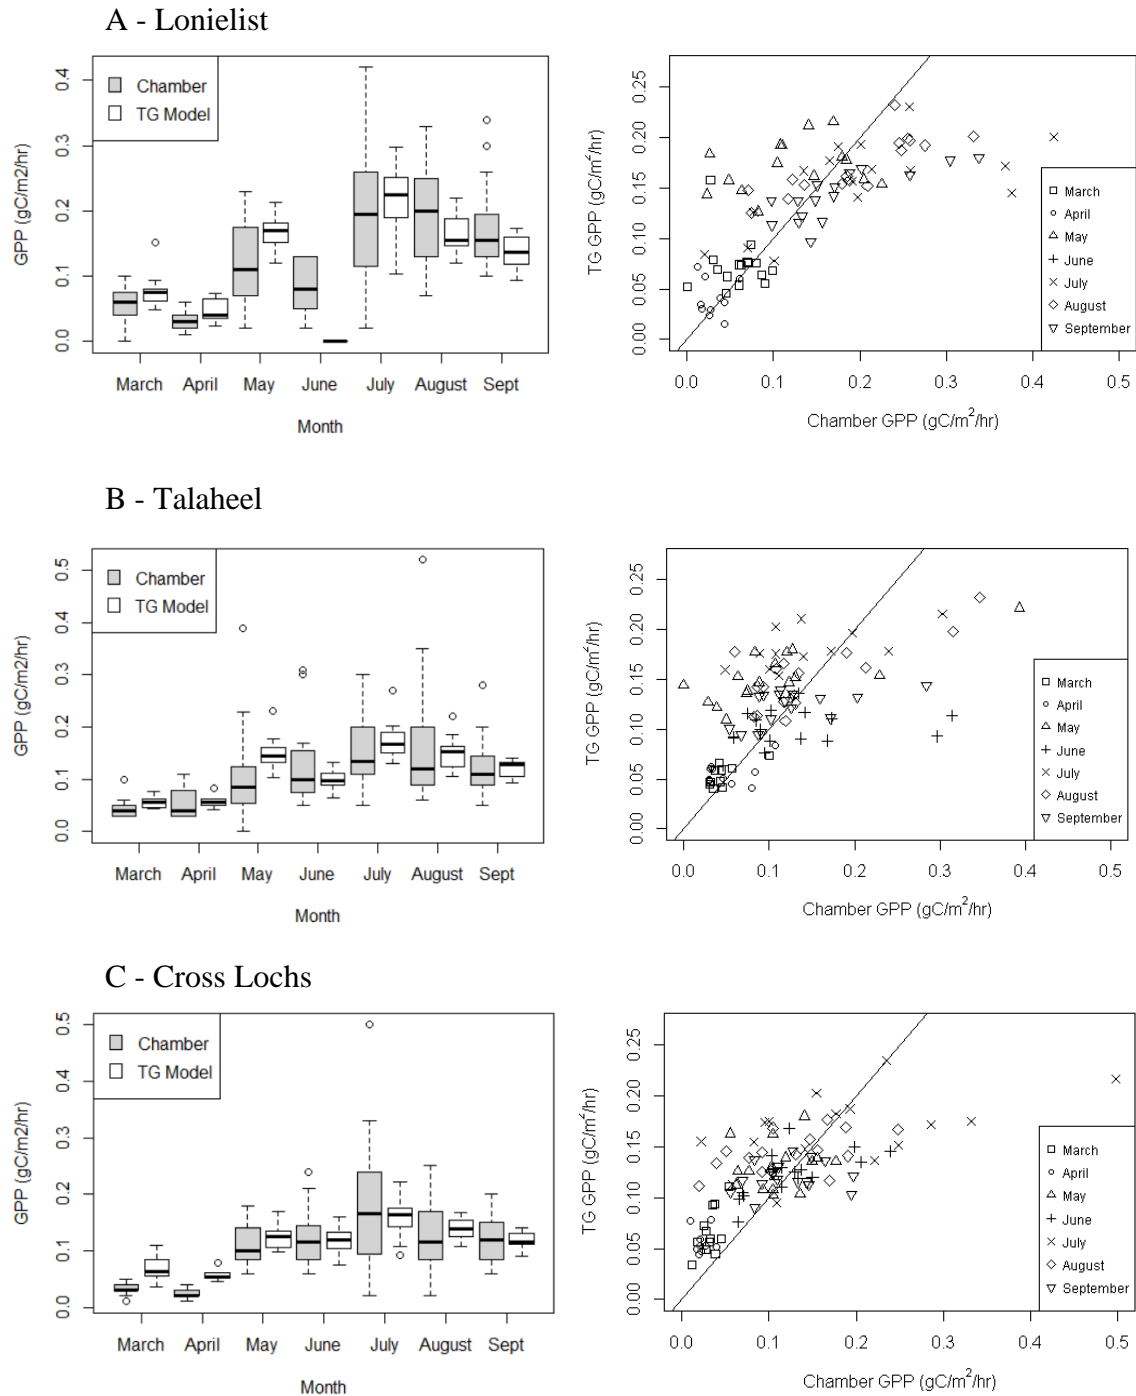 A - Lonielist
Chamber
TG Model
GPP (gC/m2/hr)
0.4
0.3
0.2
0.1
0.0
March April May June July August Sept
Month
TG GPP (gC/m²/hr)
0.25
0.20
0.15
0.10
0.05
0.00
March
April
May
June
July
August
September
0.0 0.1 0.2 0.3 0.4 0.5
Chamber GPP (gC/m²/hr)
B - Talaheel
Chamber
TG Model
GPP (gC/m2/hr)
0.5
0.4
0.3
0.2
0.1
0.0
March April May June July August Sept
Month
TG GPP (gC/m²/hr)
0.25
0.20
0.15
0.10
0.05
0.00
March
April
May
June
July
August
September
0.0 0.1 0.2 0.3 0.4 0.5
Chamber GPP (gC/m²/hr)
C - Cross Lochs
Chamber
TG Model
GPP (gC/m2/hr)
0.5
0.4
0.3
0.2
0.1
0.0
March April May June July August Sept
Month
TG GPP (gC/m²/hr)
0.25
0.20
0.15
0.10
0.05
0.00
March
April
May
June
July
August
September
0.0 0.1 0.2 0.3 0.4 0.5
Chamber GPP (gC/m²/hr)